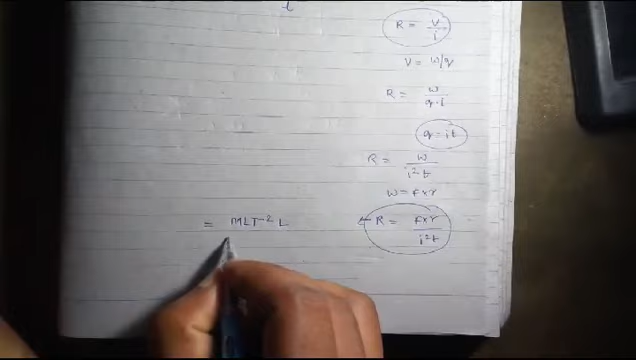 R = V/i
V = W/q
R = W/q.i
q = it
R = W/i²t
W = F×r
= MLT⁻² L ← R = F×r/i²t